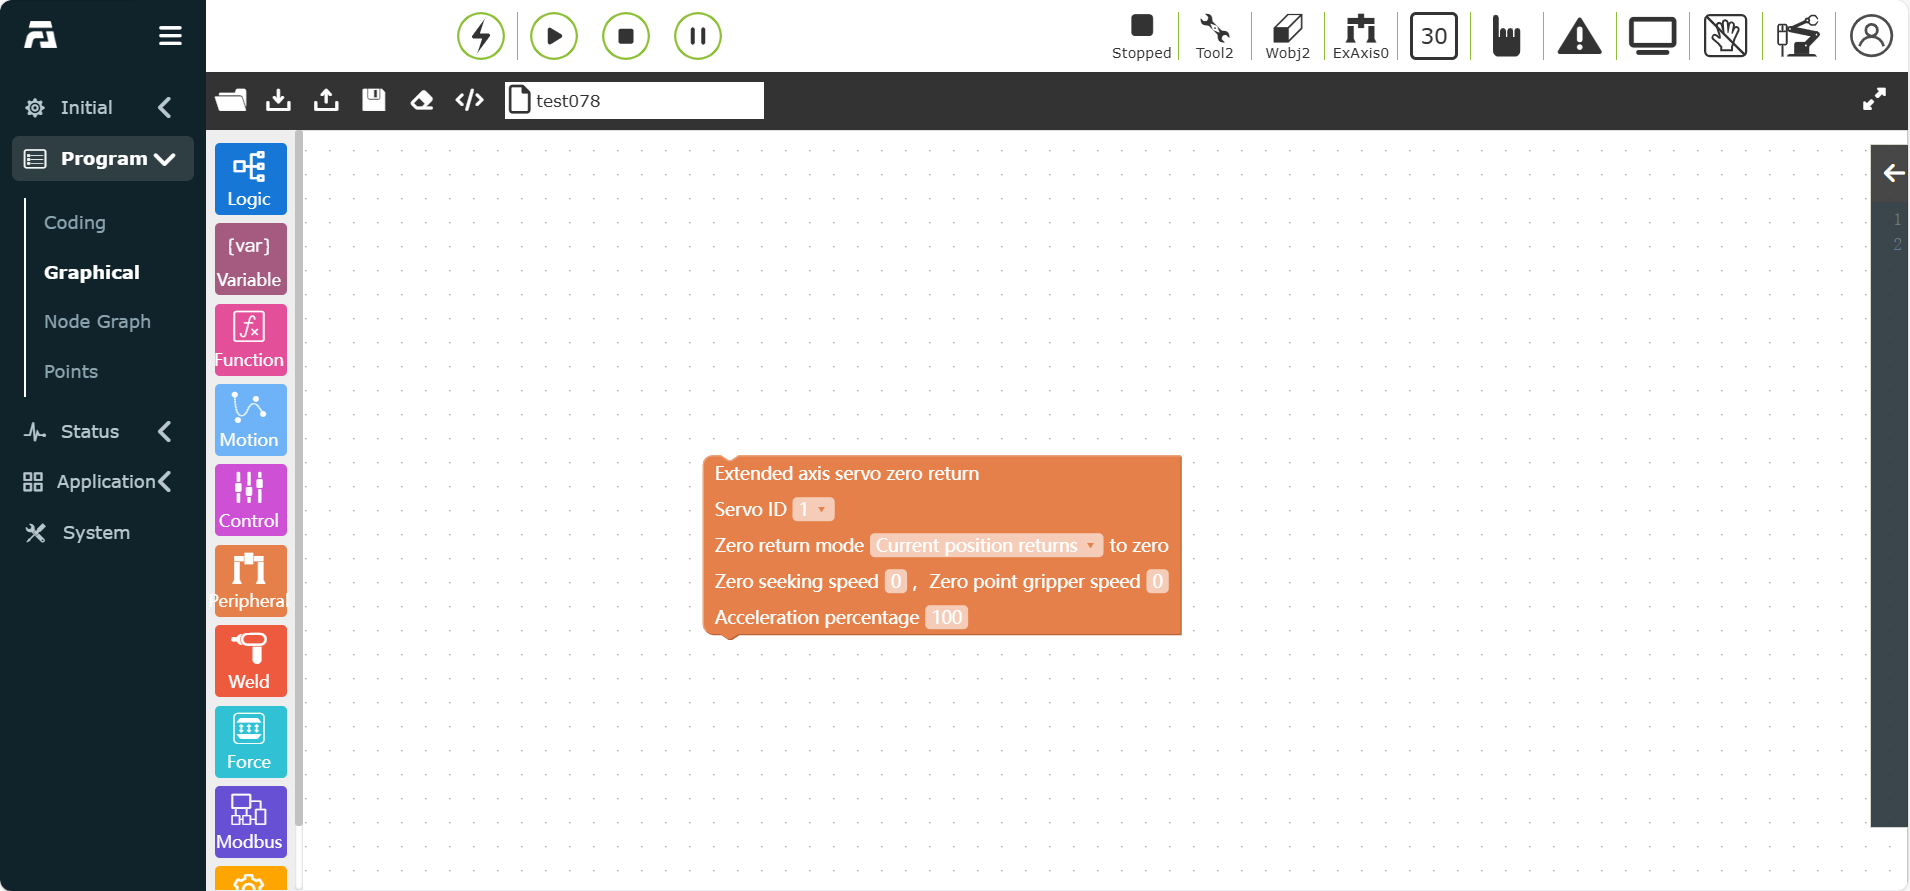 Stopped
Tool2
Wobj2
ExAxis0
30
test078
Initial
Program
Coding
Graphical
Node Graph
Points
Status
Application
System
Logic
{var}
Variable
Function
Motion
Control
Peripheral
Weld
Force
Modbus
Extended axis servo zero return
Servo ID 1
Zero return mode Current position returns to zero
Zero seeking speed 0 , Zero point gripper speed 0
Acceleration percentage 100
1
2